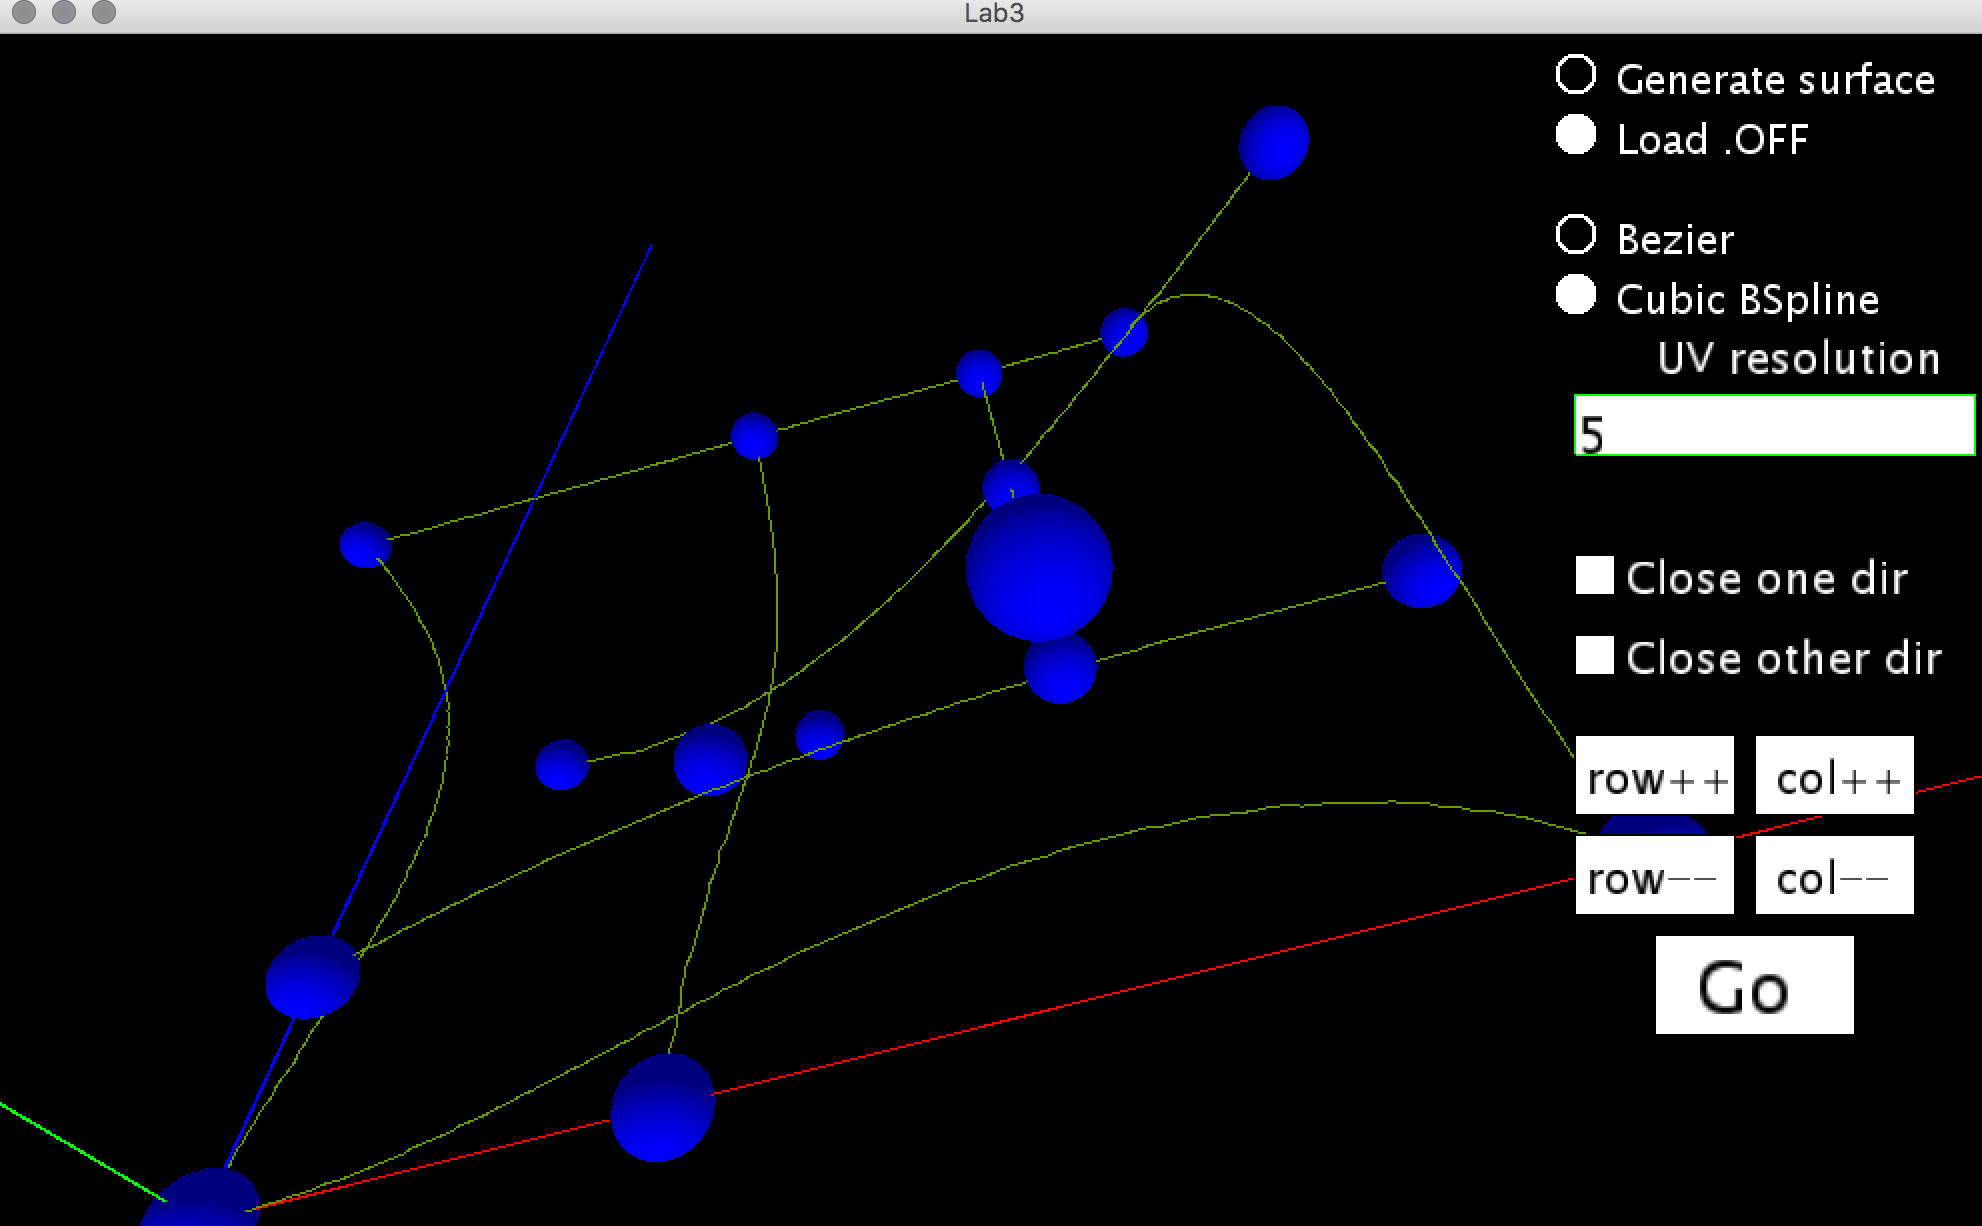 Lab3
Generate surface
Load .OFF
Bezier
Cubic BSpline
UV resolution
5
Close one dir
Close other dir
row++ col++
row-- col--
Go